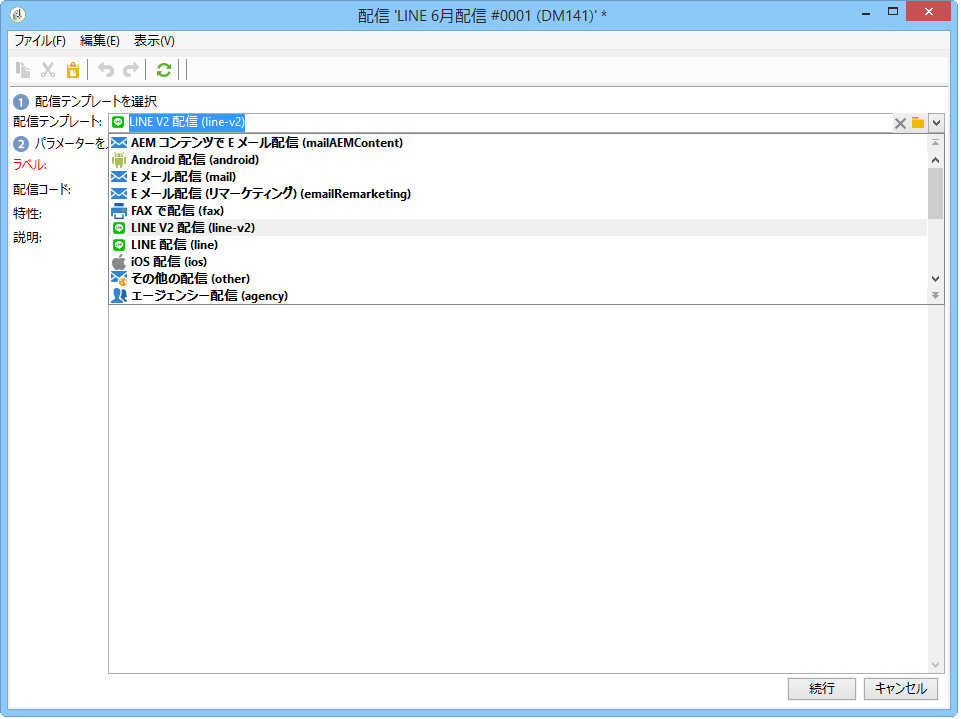 配信 'LINE 6月配信 #0001 (DM141)' *
ファイル(F) 編集(E) 表示(V)
1 配信テンプレートを選択
配信テンプレート: LINE V2 配信 (line-v2)
2 パラメーターを
AEM コンテンツで E メール配信 (mailAEMContent)
Android 配信 (android)
ラベル:
E メール配信 (mail)
配信コード:
E メール配信 (リマーケティング) (emailRemarketing)
FAX で配信 (fax)
特性:
LINE V2 配信 (line-v2)
説明:
LINE 配信 (line)
iOS 配信 (ios)
その他の配信 (other)
エージェンシー配信 (agency)
続行 キャンセル